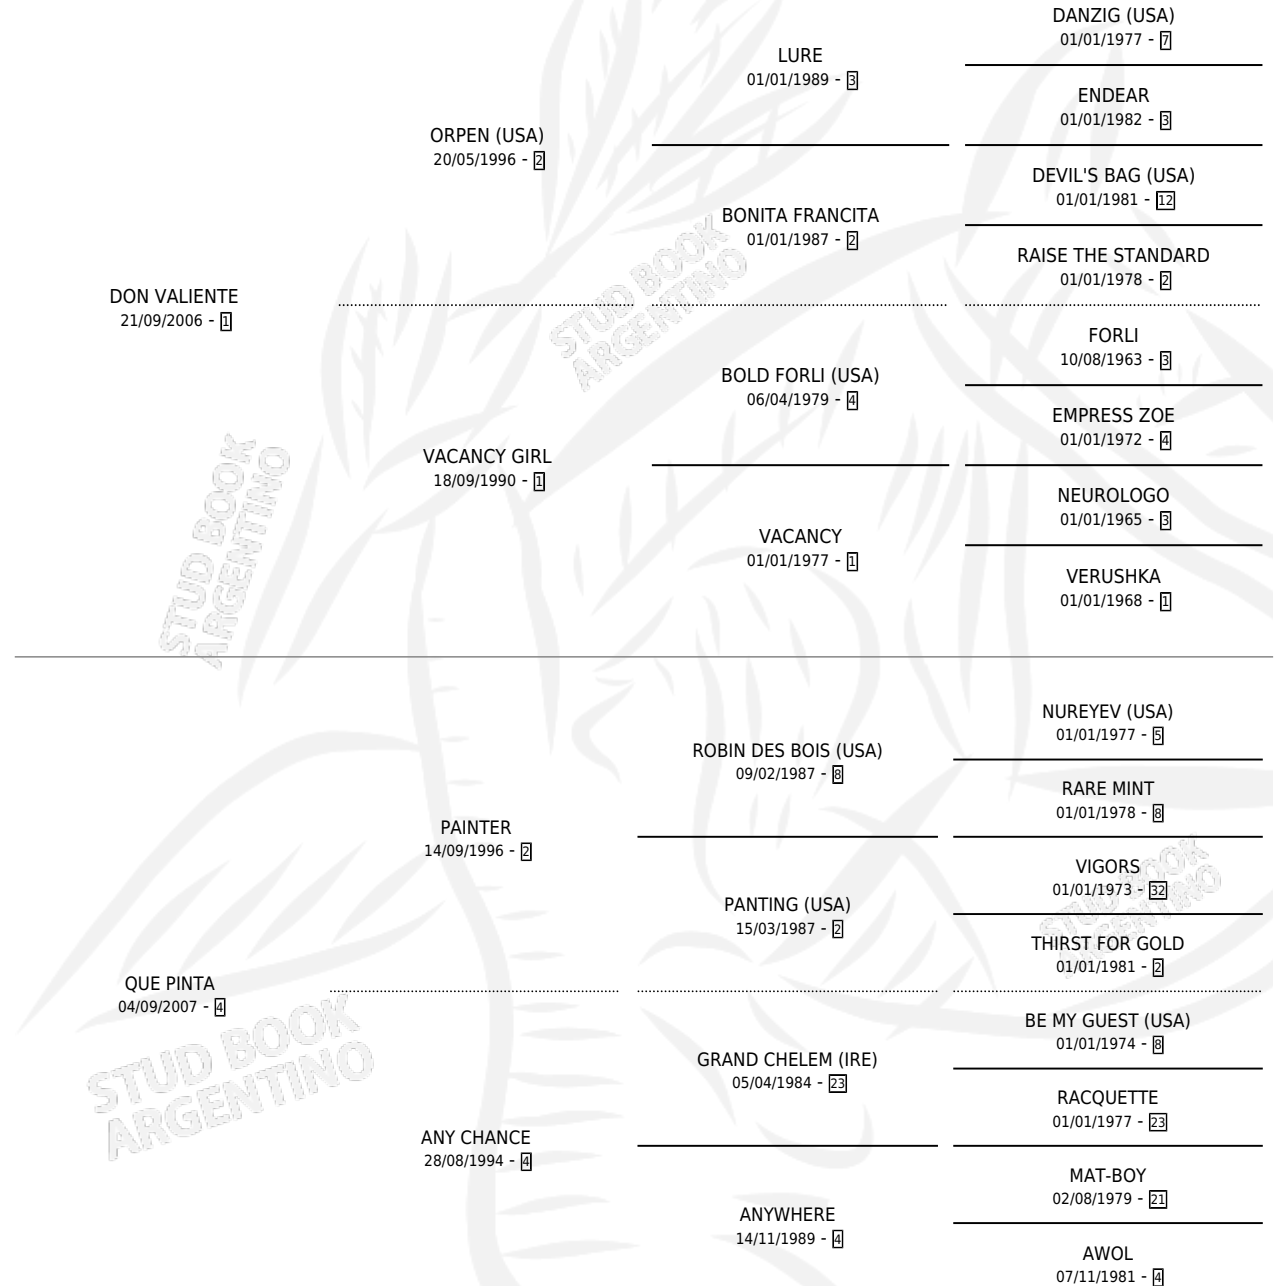 DANZIG (USA)
01/01/1977 - 7
LURE
01/01/1989 - 3
ENDEAR
01/01/1982 - 3
ORPEN (USA)
20/05/1996 - 2
DEVIL'S BAG (USA)
01/01/1981 - 12
BONITA FRANCITA
01/01/1987 - 2
RAISE THE STANDARD
01/01/1978 - 2
DON VALIENTE
21/09/2006 - 1
STUD BOOK
ARGENTINO
FORLI
10/08/1963 - 3
BOLD FORLI (USA)
06/04/1979 - 4
EMPRESS ZOE
01/01/1972 - 4
VACANCY GIRL
18/09/1990 - 1
NEUROLOGO
01/01/1965 - 3
VACANCY
01/01/1977 - 1
VERUSHKA
01/01/1968 - 1
STUD BOOK
ARGENTINO
NUREYEV (USA)
01/01/1977 - 5
ROBIN DES BOIS (USA)
09/02/1987 - 8
RARE MINT
01/01/1978 - 8
PAINTER
14/09/1996 - 2
VIGORS
01/01/1973 - 32
PANTING (USA)
15/03/1987 - 2
THIRST FOR GOLD
01/01/1981 - 2
STUD BOOK
ARGENTINO
QUE PINTA
04/09/2007 - 4
BE MY GUEST (USA)
01/01/1974 - 8
GRAND CHELEM (IRE)
05/04/1984 - 23
RACQUETTE
01/01/1977 - 23
STUD BOOK
ARGENTINO
ANY CHANCE
28/08/1994 - 4
MAT-BOY
02/08/1979 - 21
ANYWHERE
14/11/1989 - 4
AWOL
07/11/1981 - 4